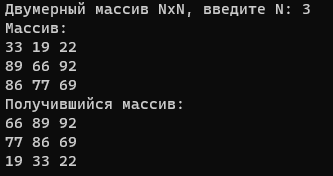 Двумерный массив NxN, введите N: 3
Массив:
33 19 22
89 66 92
86 77 69
Получившийся массив:
66 89 92
77 86 69
19 33 22